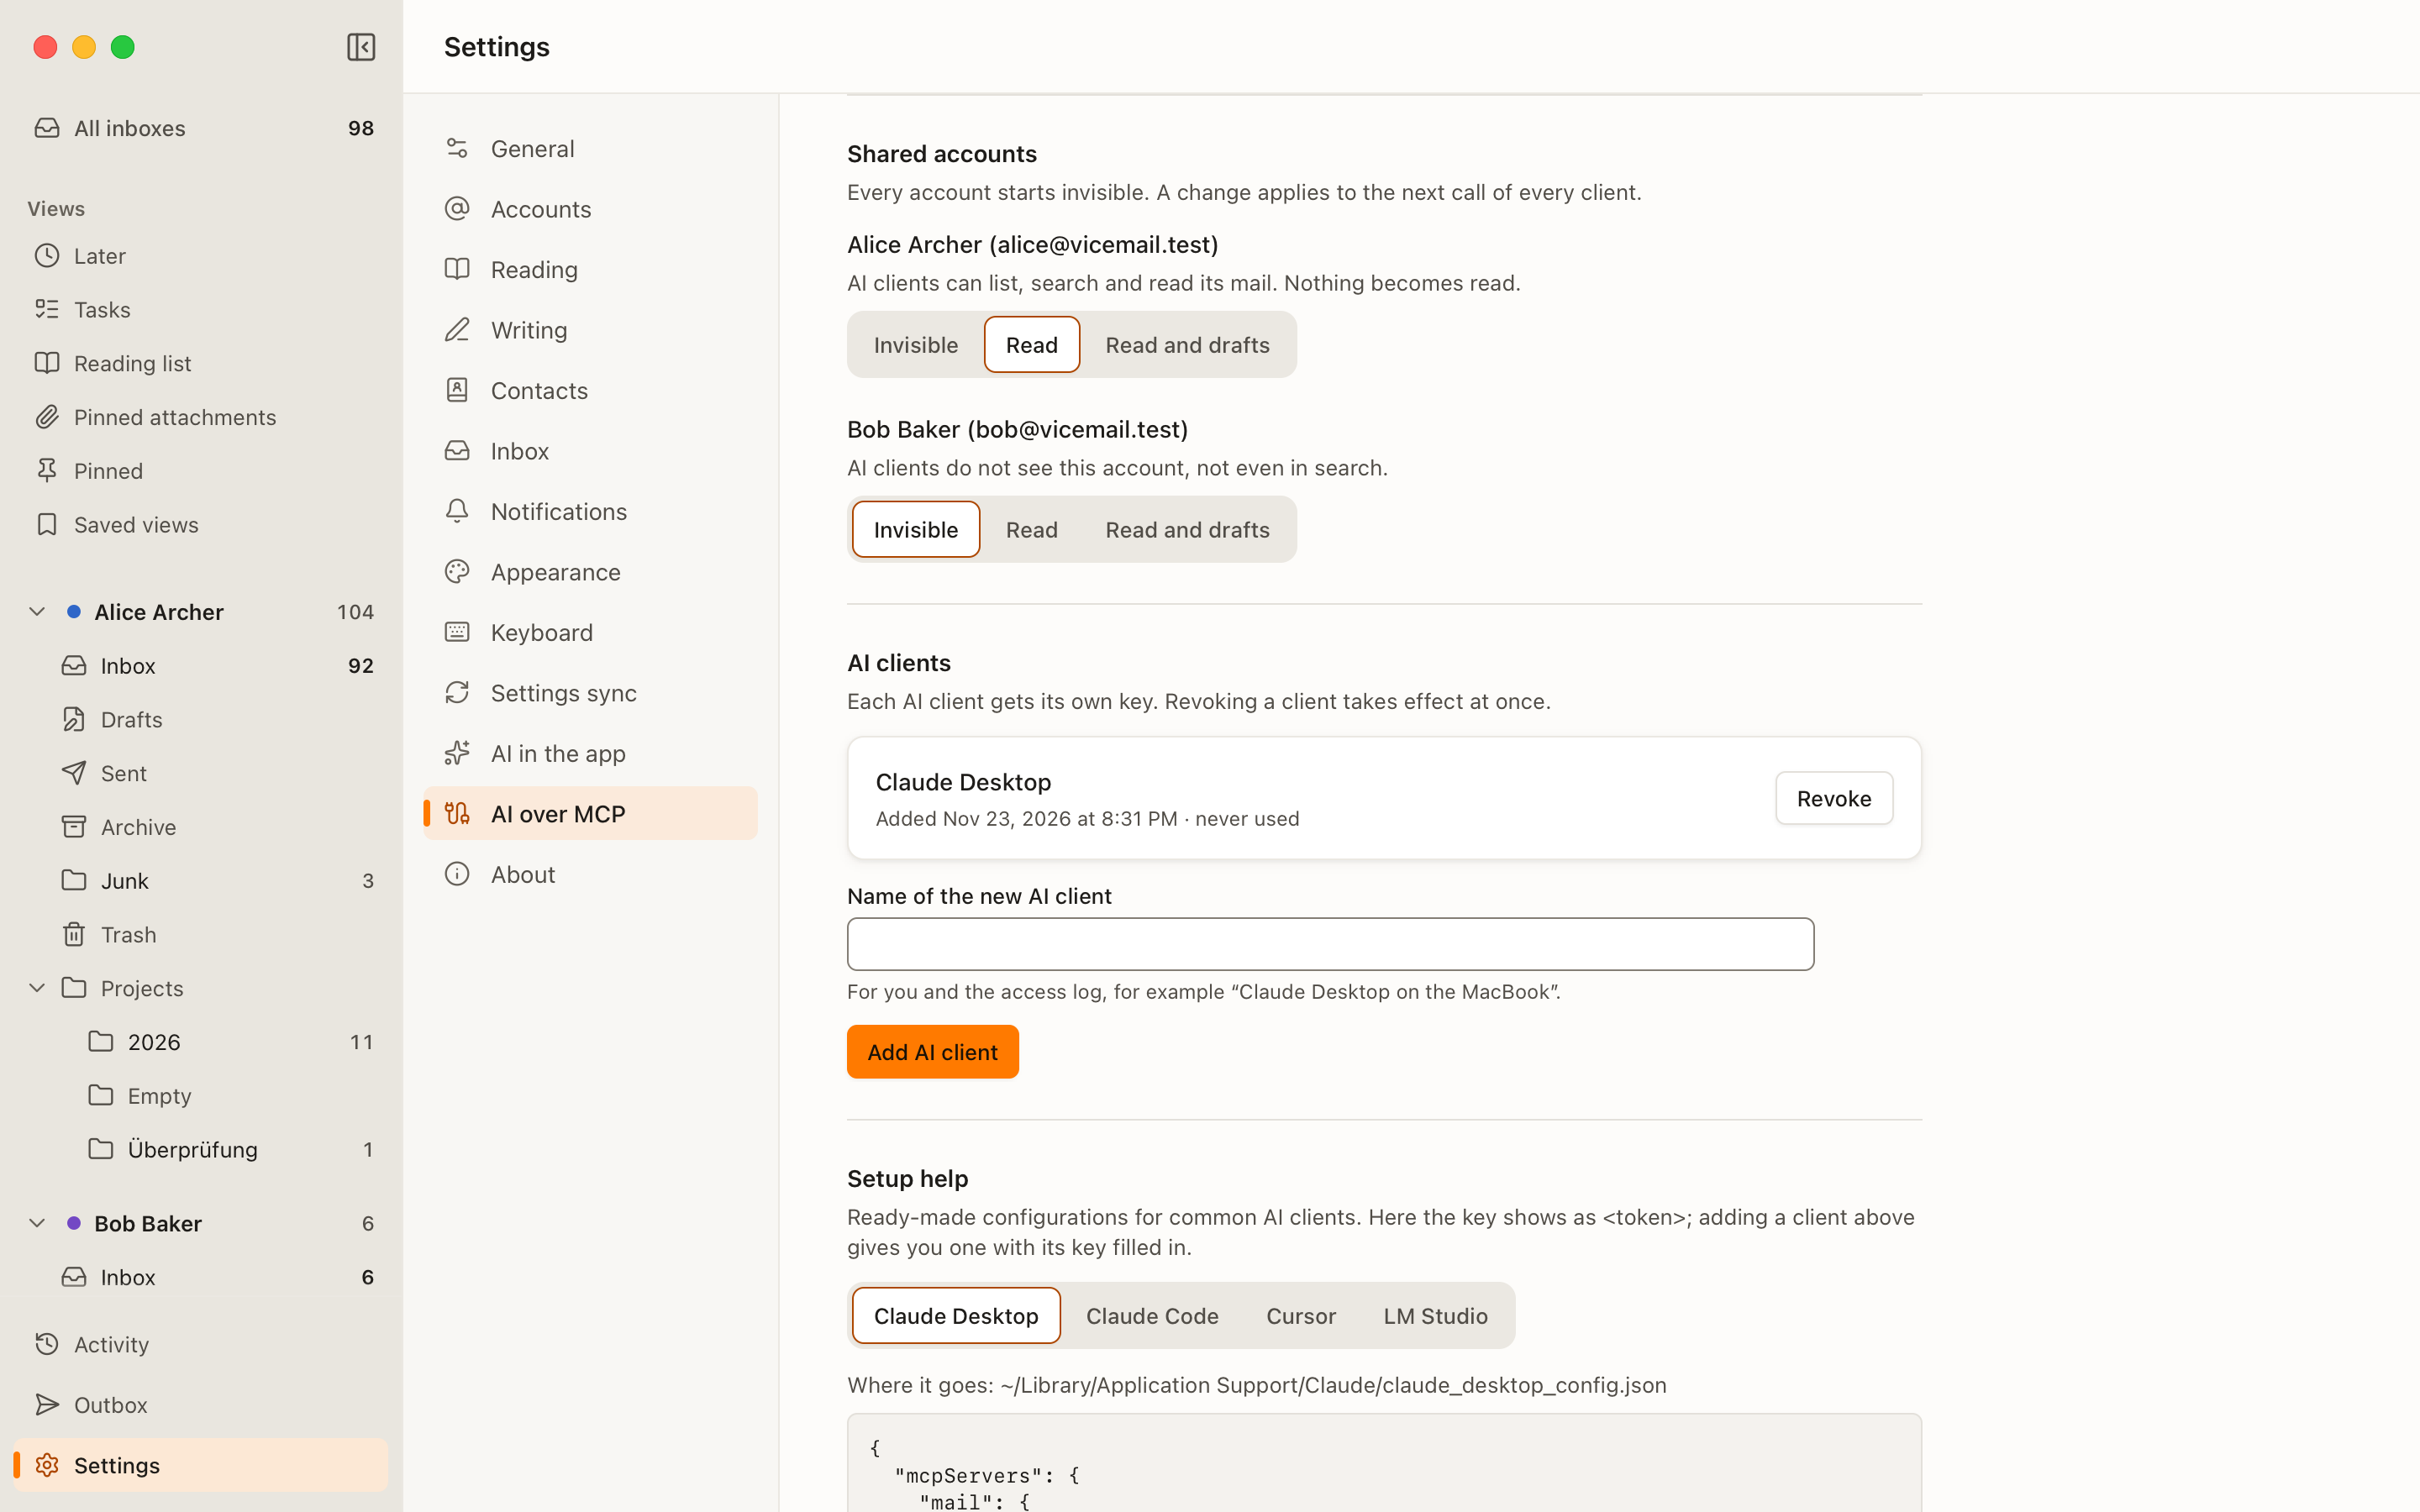 Settings
All inboxes 98
Views
Later
Tasks
Reading list
Pinned attachments
Pinned
Saved views
Alice Archer 104
Inbox 92
Drafts
Sent
Archive
Junk 3
Trash
Projects
2026 11
Empty
Überprüfung 1
Bob Baker 6
Inbox 6
Activity
Outbox
Settings
General
Accounts
Reading
Writing
Contacts
Inbox
Notifications
Appearance
Keyboard
Settings sync
AI in the app
AI over MCP
About
Shared accounts
Every account starts invisible. A change applies to the next call of every client.
Alice Archer (alice@vicemail.test)
AI clients can list, search and read its mail. Nothing becomes read.
Invisible Read Read and drafts
Bob Baker (bob@vicemail.test)
AI clients do not see this account, not even in search.
Invisible Read Read and drafts
AI clients
Each AI client gets its own key. Revoking a client takes effect at once.
Claude Desktop
Added Nov 23, 2026 at 8:31 PM · never used
Revoke
Name of the new AI client
For you and the access log, for example “Claude Desktop on the MacBook”.
Add AI client
Setup help
Ready-made configurations for common AI clients. Here the key shows as <token>; adding a client above
gives you one with its key filled in.
Claude Desktop Claude Code Cursor LM Studio
Where it goes: ~/Library/Application Support/Claude/claude_desktop_config.json
{
"mcpServers": {
"mail": {